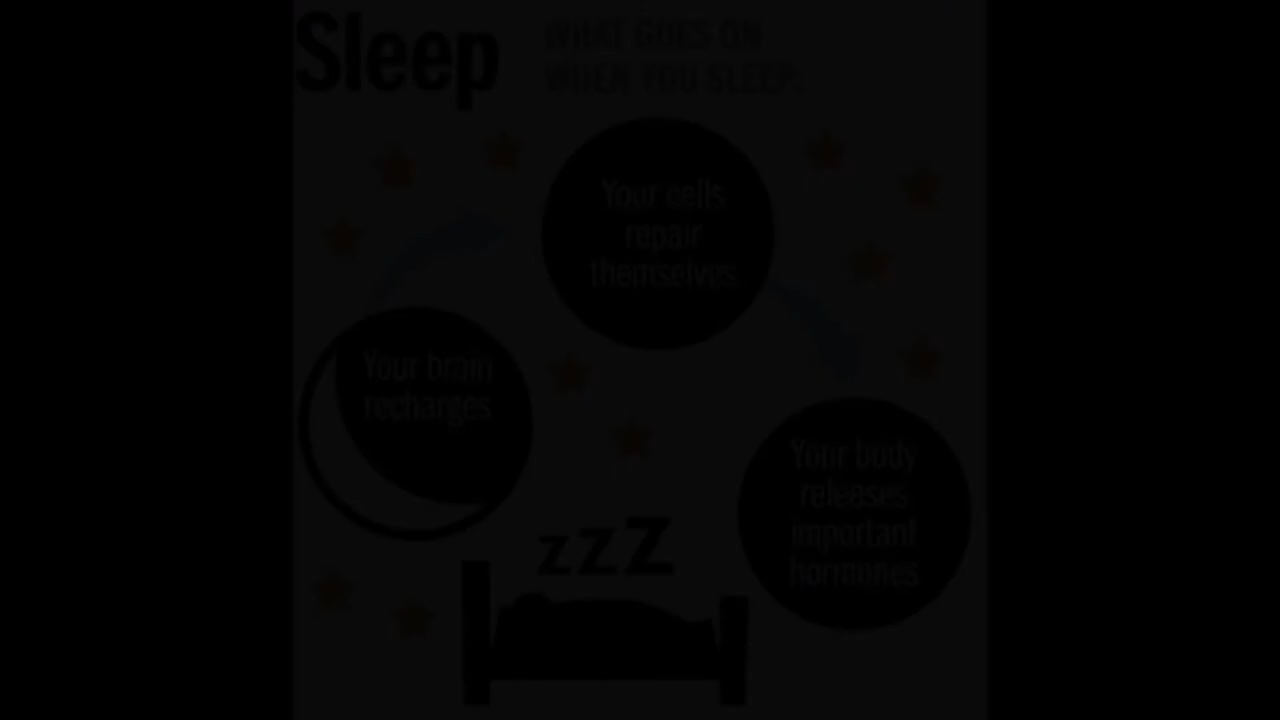 Sleep
WHAT GOES ON
WHEN YOU SLEEP:
Your cells
repair
themselves
Your brain
recharges
Your body
releases
important
hormones
zzZ